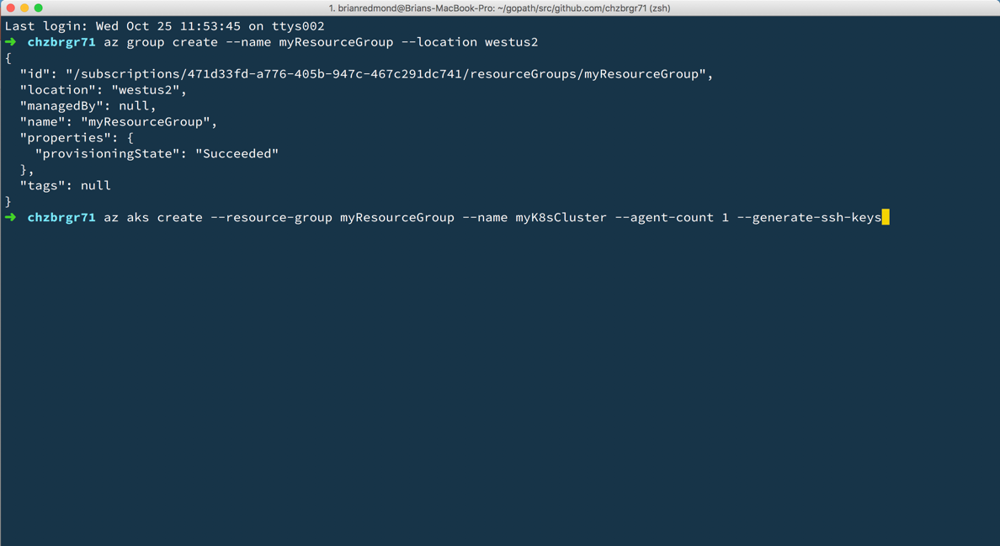 1. brianredmond@Brians-MacBook-Pro: ~/gopath/src/github.com/chzbrgr71 (zsh)
Last login: Wed Oct 25 11:53:45 on ttys002
➜ chzbrgr71 az group create --name myResourceGroup --location westus2
{
  "id": "/subscriptions/471d33fd-a776-405b-947c-467c291dc741/resourceGroups/myResourceGroup",
  "location": "westus2",
  "managedBy": null,
  "name": "myResourceGroup",
  "properties": {
    "provisioningState": "Succeeded"
  },
  "tags": null
}
➜ chzbrgr71 az aks create --resource-group myResourceGroup --name myK8sCluster --agent-count 1 --generate-ssh-keys